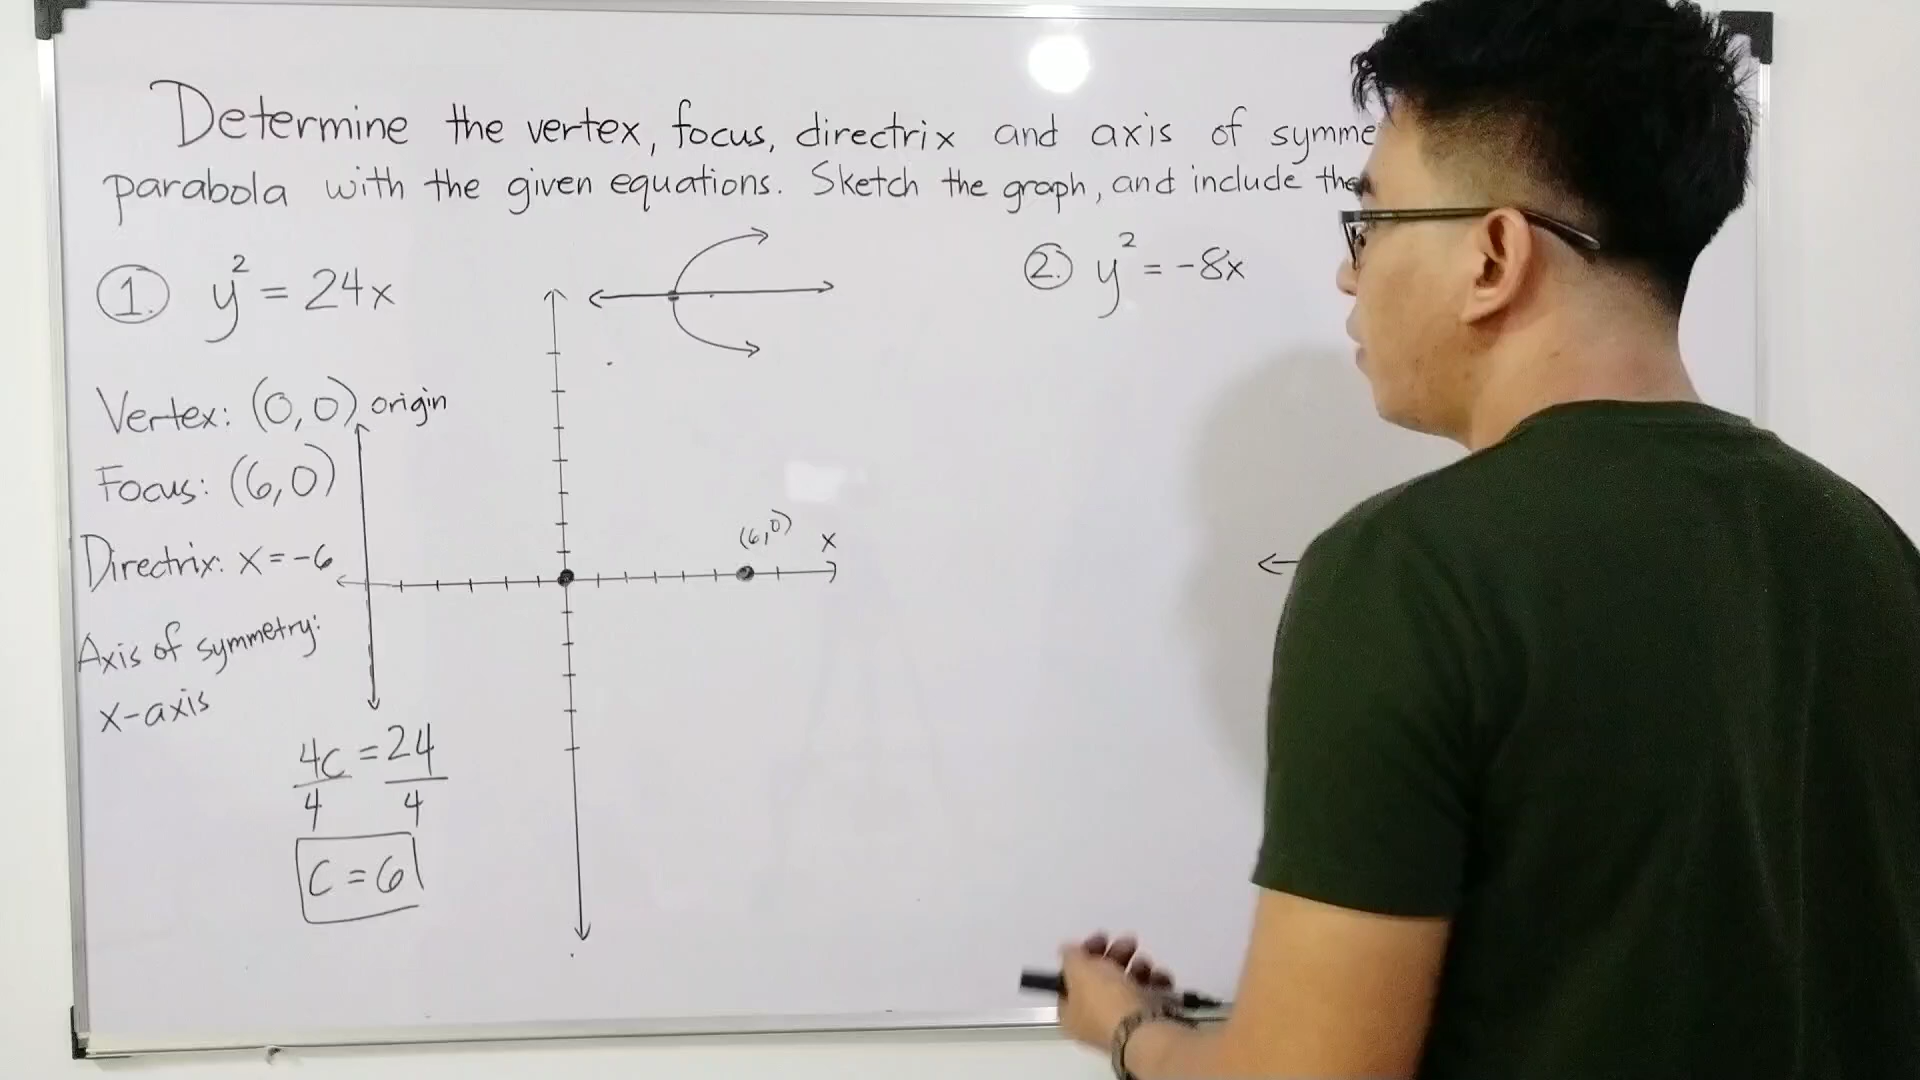 Determine the vertex, focus, directrix and axis of symme
parabola with the given equations. Sketch the graph, and include the
1. y² = 24x
2. y² = -8x
Vertex: (0,0) origin
Focus: (6,0)
(6,0) x
Directrix: x = -6
Axis of symmetry:
x-axis
4c = 24
4 4
c = 6